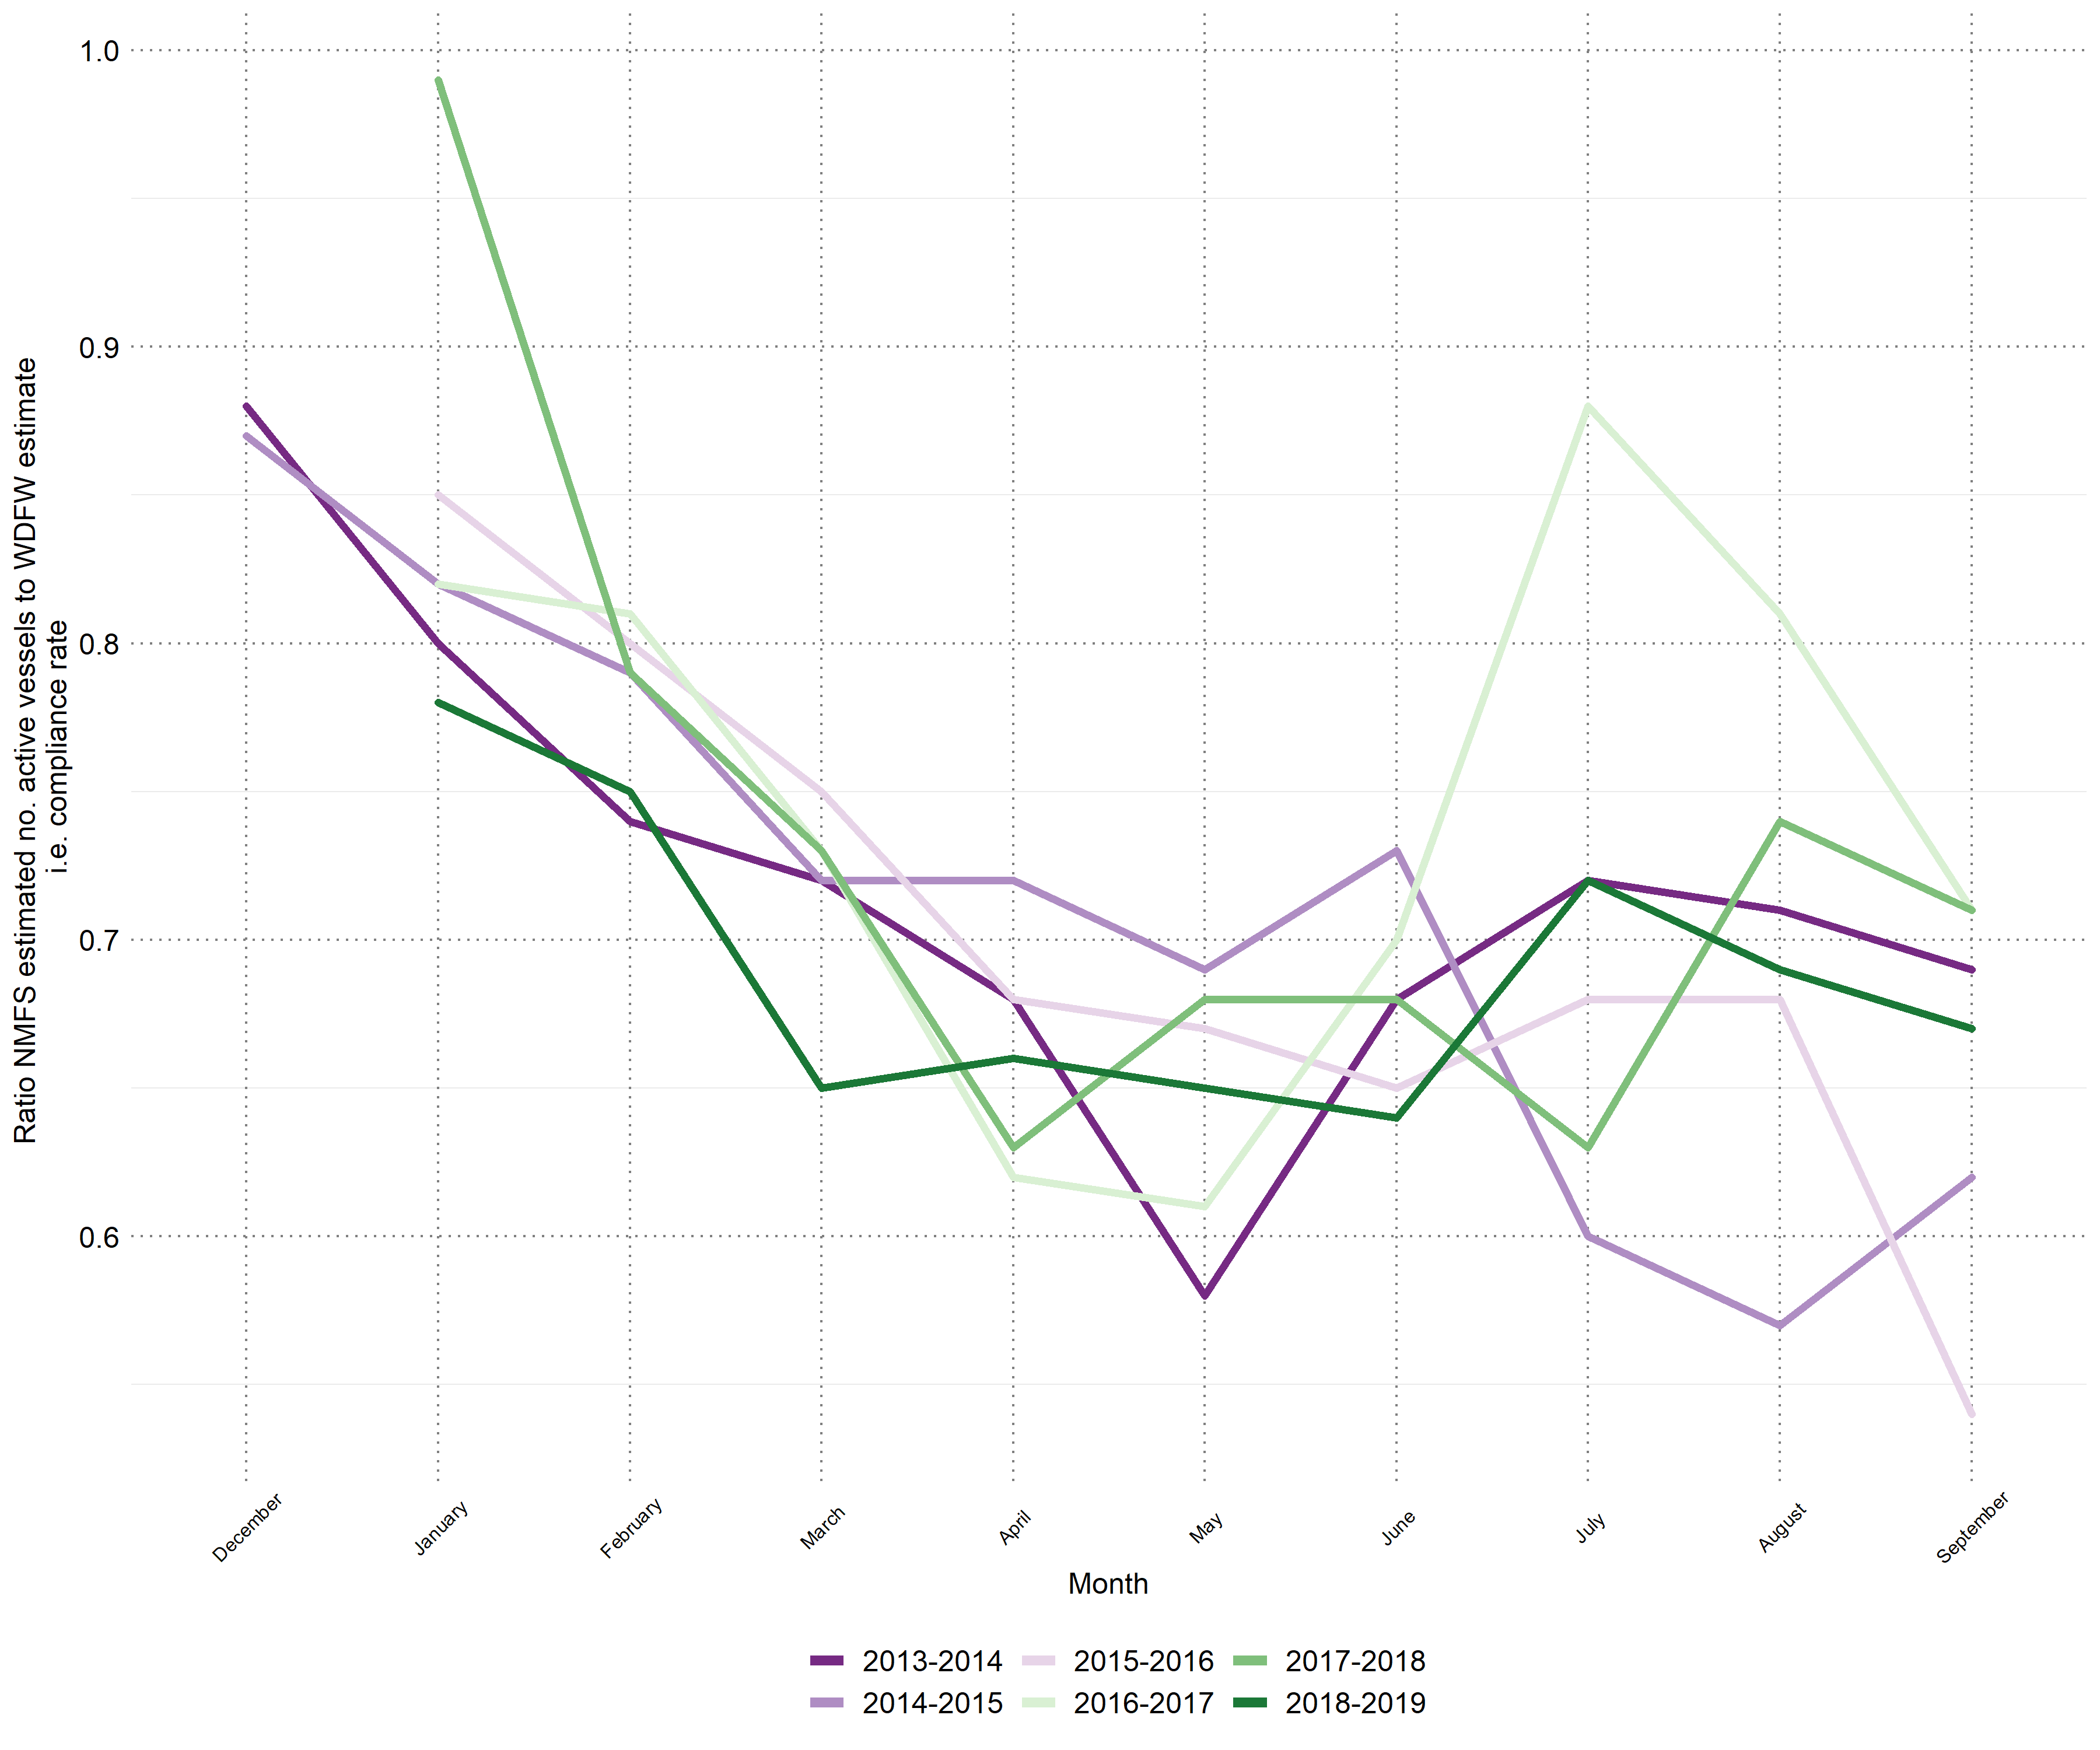 Ratio NMFS estimated no. active vessels to WDFW estimate
i.e. compliance rate
1.0
0.9
0.8
0.7
0.6
December
January
February
March
April
May
June
July
August
September
Month
2013-2014 2015-2016 2017-2018
2014-2015 2016-2017 2018-2019